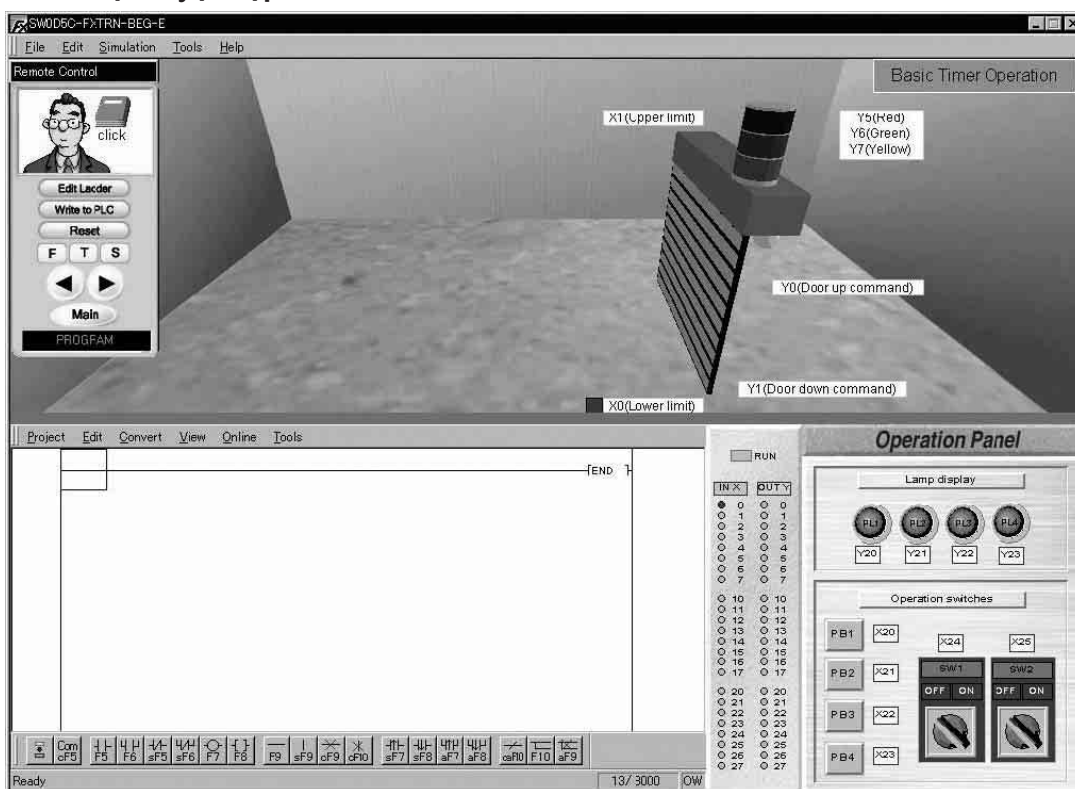 SW0D5C-FXTRN-BEG-E
File Edit Simulation Tools Help
Remote Control
click
Edit Ladder
Write to PLC
Reset
F T S
Main
PROGRAM
Basic Timer Operation
X1(Upper limit)
Y5(Red)
Y6(Green)
Y7(Yellow)
Y0(Door up command)
Y1(Door down command)
X0(Lower limit)
Project Edit Convert View Online Tools
[END ]
RUN
IN X OUT Y
0 0
1 1
2 2
3 3
4 4
5 5
6 6
7 7
10 10
11 11
12 12
13 13
14 14
15 15
16 16
17 17
20 20
21 21
22 22
23 23
24 24
25 25
26 26
27 27
Operation Panel
Lamp display
PL1 PL2 PL3 PL4
Y20 Y21 Y22 Y23
Operation switches
PB1 X20
PB2 X21
PB3 X22
PB4 X23
X24 X25
SW1 SW2
OFF ON OFF ON
Com
cF5 F5 F6 sF5 sF6 F7 F8 F9 sF9 cF9 cF10 sF7 sF8 aF7 aF8 caF10 F10 aF9
Ready
13/ 3000 OW